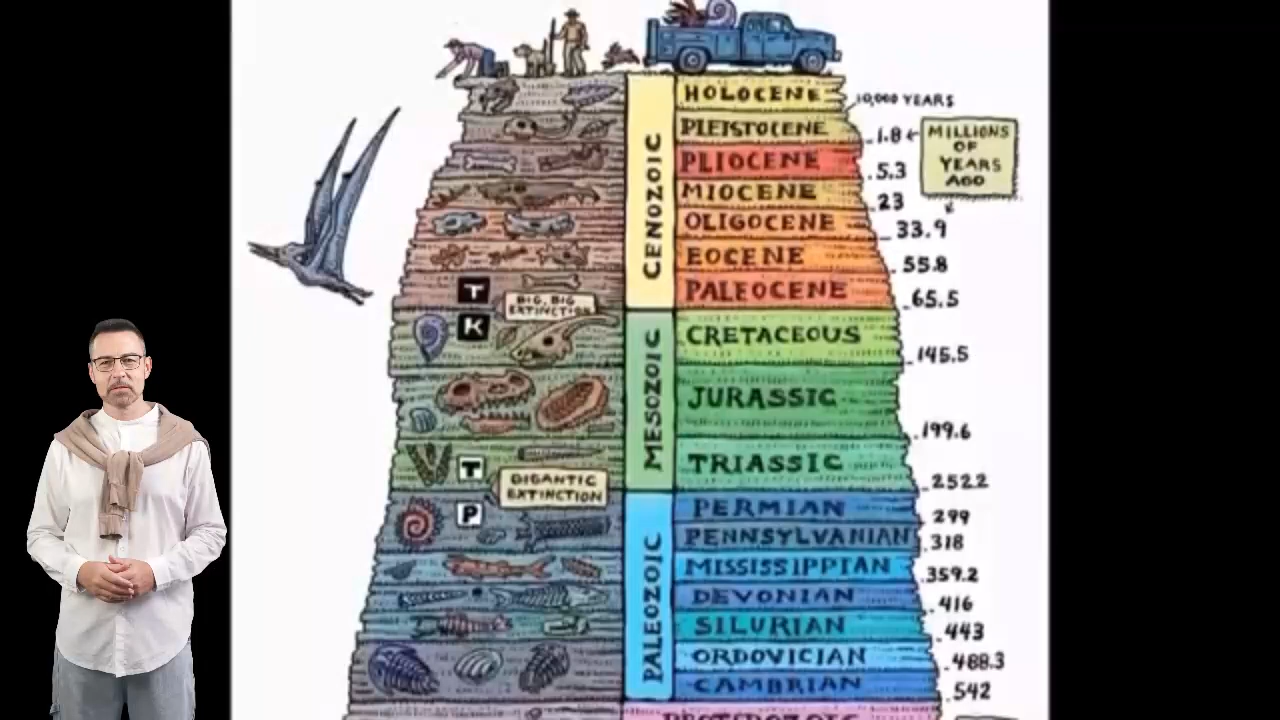 HOLOCENE
10,000 YEARS
PLEISTOCENE
1.8
MILLIONS
OF
YEARS
AGO
PLIOCENE
5.3
MIOCENE
23
OLIGOCENE
33.9
EOCENE
55.8
PALEOCENE
65.5
CENOZOIC
T
BIG, BIG
EXTINCTION
K
CRETACEOUS
145.5
JURASSIC
199.6
TRIASSIC
252.2
MESOZOIC
T
GIGANTIC
EXTINCTION
P
PERMIAN
299
PENNSYLVANIAN
318
MISSISSIPPIAN
359.2
DEVONIAN
416
SILURIAN
443
ORDOVICIAN
488.3
CAMBRIAN
542
PALEOZOIC